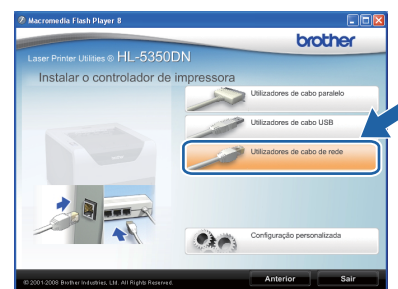 Macromedia Flash Player 8
brother
Laser Printer Utilities ® HL-5350DN
Instalar o controlador de impressora
Utilizadores de cabo paralelo
Utilizadores de cabo USB
Utilizadores de cabo de rede
Configuração personalizada
© 2001-2008 Brother Industries, Ltd. All Rights Reserved.
Anterior
Sair